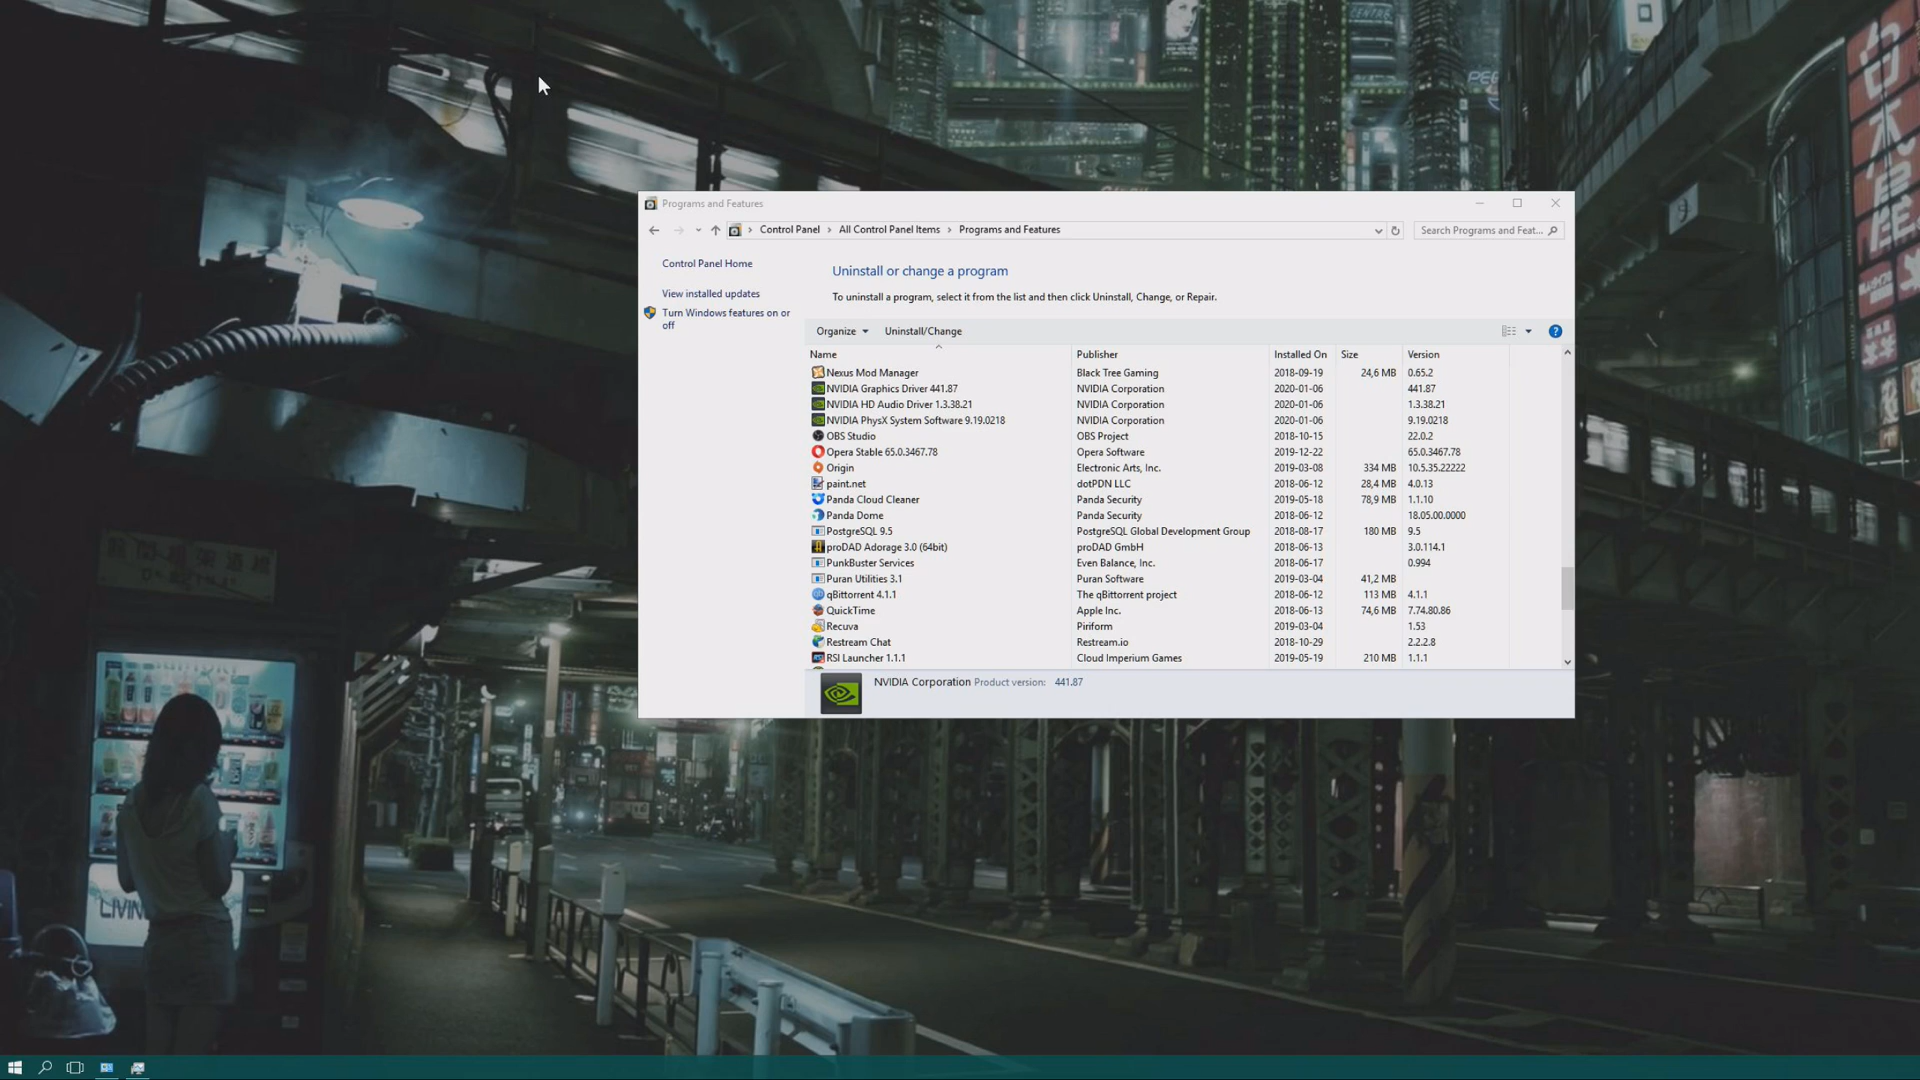 Programs and Features
Control Panel > All Control Panel Items > Programs and Features
Search Programs and Feat...
Control Panel Home
View installed updates
Turn Windows features on or
off
Uninstall or change a program
To uninstall a program, select it from the list and then click Uninstall, Change, or Repair.
Organize Uninstall/Change
Name Publisher Installed On Size Version
Nexus Mod Manager Black Tree Gaming 2018-09-19 24,6 MB 0.65.2
NVIDIA Graphics Driver 441.87 NVIDIA Corporation 2020-01-06 441.87
NVIDIA HD Audio Driver 1.3.38.21 NVIDIA Corporation 2020-01-06 1.3.38.21
NVIDIA PhysX System Software 9.19.0218 NVIDIA Corporation 2020-01-06 9.19.0218
OBS Studio OBS Project 2018-10-15 22.0.2
Opera Stable 65.0.3467.78 Opera Software 2019-12-22 65.0.3467.78
Origin Electronic Arts, Inc. 2019-03-08 334 MB 10.5.35.22222
paint.net dotPDN LLC 2018-06-12 28,4 MB 4.0.13
Panda Cloud Cleaner Panda Security 2019-05-18 78,9 MB 1.1.10
Panda Dome Panda Security 2018-06-12 18.05.00.0000
PostgreSQL 9.5 PostgreSQL Global Development Group 2018-08-17 180 MB 9.5
proDAD Adorage 3.0 (64bit) proDAD GmbH 2018-06-13 3.0.114.1
PunkBuster Services Even Balance, Inc. 2018-06-17 0.994
Puran Utilities 3.1 Puran Software 2019-03-04 41,2 MB
qBittorrent 4.1.1 The qBittorrent project 2018-06-12 113 MB 4.1.1
QuickTime Apple Inc. 2018-06-13 74,6 MB 7.74.80.86
Recuva Piriform 2019-03-04 1.53
Restream Chat Restream.io 2018-10-29 2.2.2.8
RSI Launcher 1.1.1 Cloud Imperium Games 2019-05-19 210 MB 1.1.1
NVIDIA Corporation Product version: 441.87